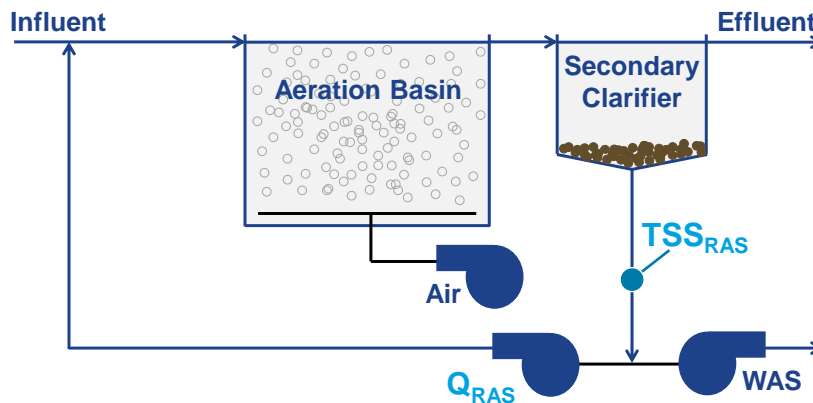 Influent
Effluent
Aeration Basin
Secondary
Clarifier
TSSRAS
Air
QRAS
WAS